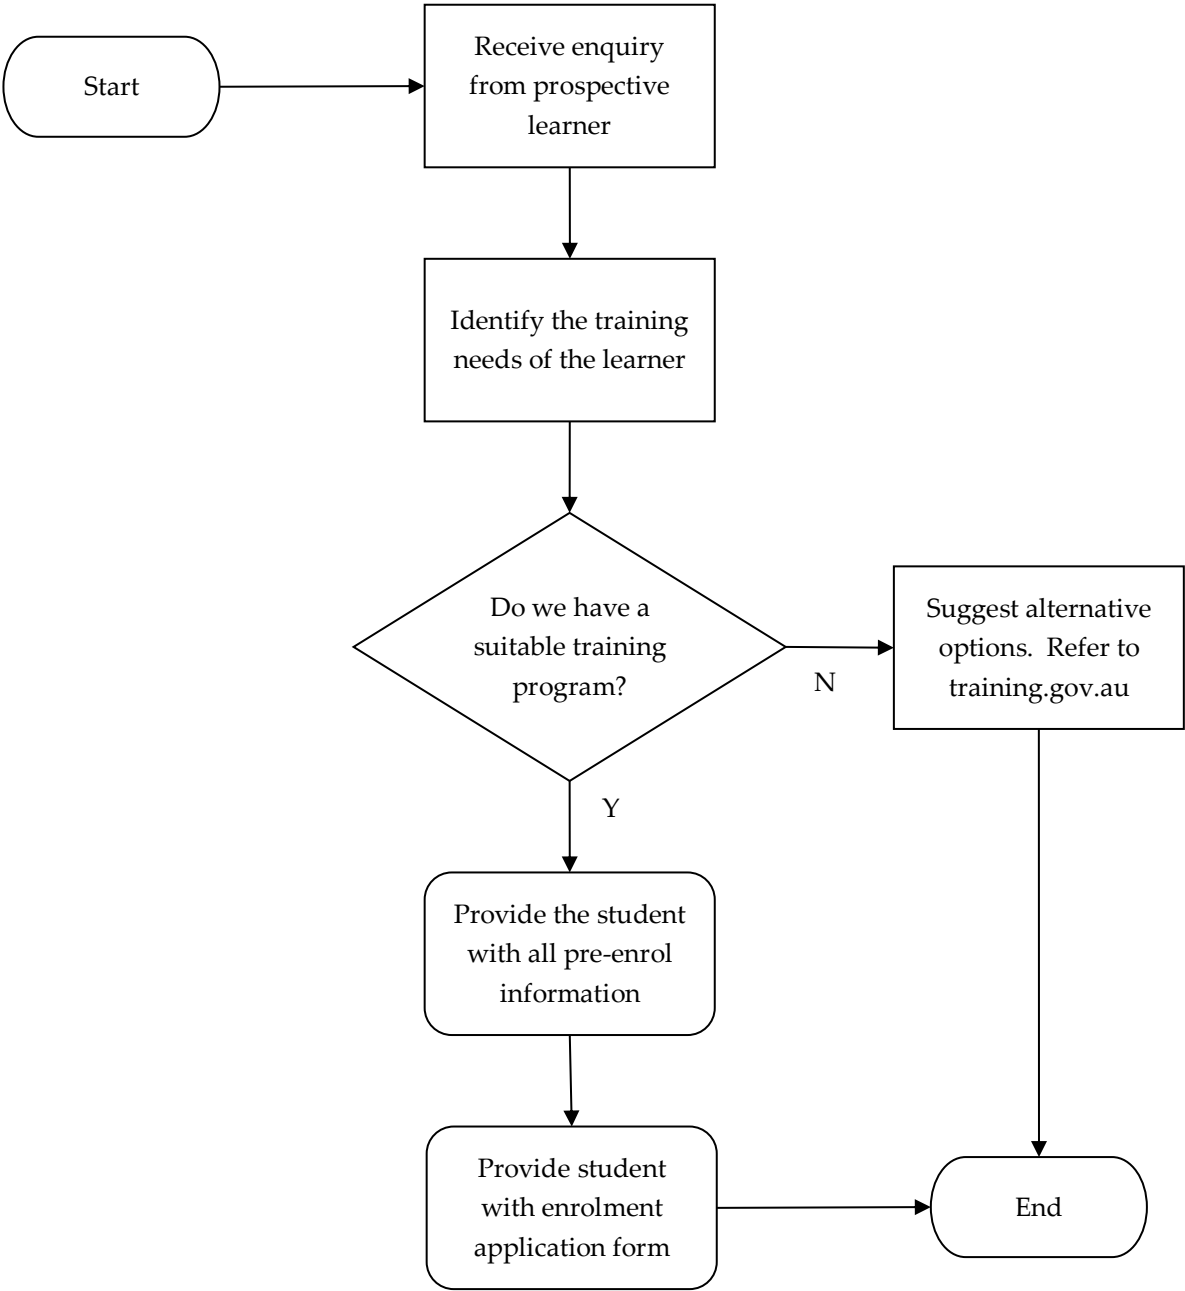 Start
Receive enquiry
from prospective
learner
Identify the training
needs of the learner
Do we have a
suitable training
program?
N
Suggest alternative
options.  Refer to
training.gov.au
Y
Provide the student
with all pre-enrol
information
Provide student
with enrolment
application form
End